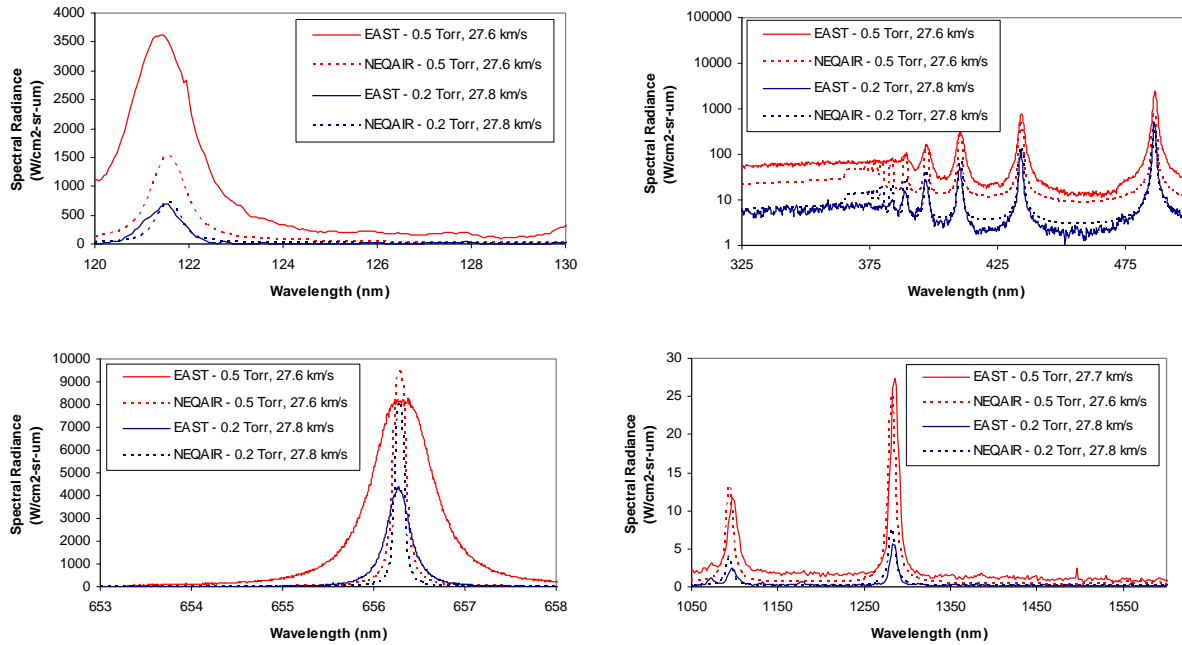 4000
3500
3000
2500
2000
1500
1000
500
0
Spectral Radiance
(W/cm2-sr-um)
EAST - 0.5 Torr, 27.6 km/s
NEQAIR - 0.5 Torr, 27.6 km/s
EAST - 0.2 Torr, 27.8 km/s
NEQAIR - 0.2 Torr, 27.8 km/s
120 122 124 126 128 130
Wavelength (nm)
100000
10000
1000
100
10
1
Spectral Radiance
(W/cm2-sr-um)
EAST - 0.5 Torr, 27.6 km/s
NEQAIR - 0.5 Torr, 27.6 km/s
EAST - 0.2 Torr, 27.8 km/s
NEQAIR - 0.2 Torr, 27.8 km/s
325 375 425 475
Wavelength (nm)
10000
9000
8000
7000
6000
5000
4000
3000
2000
1000
0
Spectral Radiance
(W/cm2-sr-um)
EAST - 0.5 Torr, 27.6 km/s
NEQAIR - 0.5 Torr, 27.6 km/s
EAST - 0.2 Torr, 27.8 km/s
NEQAIR - 0.2 Torr, 27.8 km/s
653 654 655 656 657 658
Wavelength (nm)
30
25
20
15
10
5
0
Spectral Radiance
(W/cm2-sr-um)
EAST - 0.5 Torr, 27.7 km/s
NEQAIR - 0.5 Torr, 27.6 km/s
EAST - 0.2 Torr, 27.8 km/s
NEQAIR - 0.2 Torr, 27.8 km/s
1050 1150 1250 1350 1450 1550
Wavelength (nm)